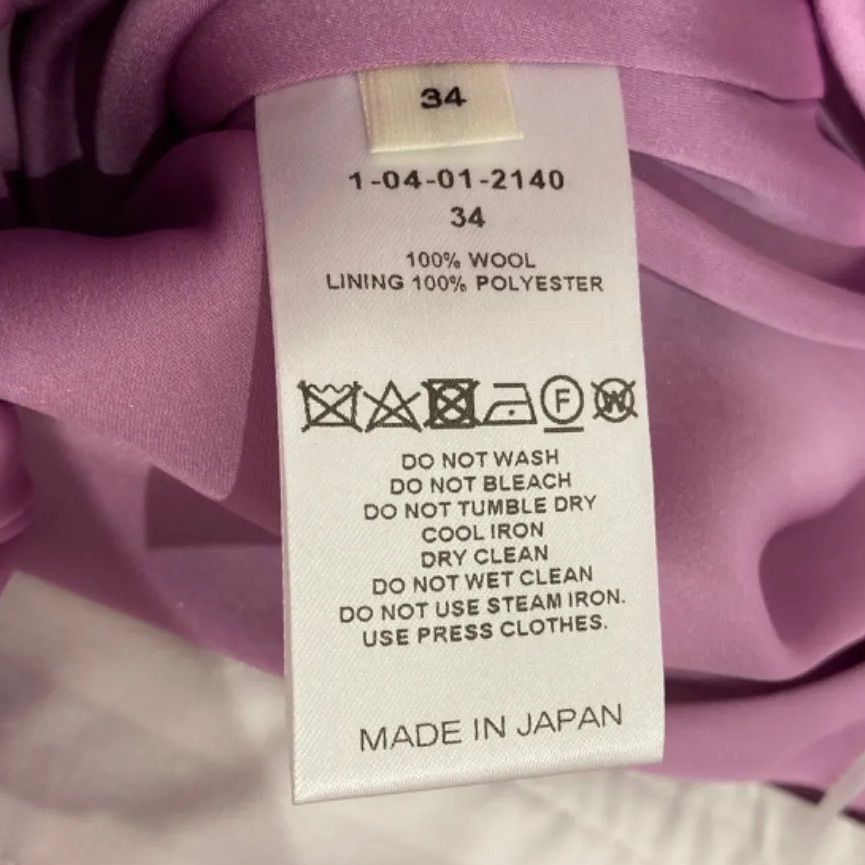 34
1-04-01-2140
34
100% WOOL
LINING 100% POLYESTER
F W
DO NOT WASH
DO NOT BLEACH
DO NOT TUMBLE DRY
COOL IRON
DRY CLEAN
DO NOT WET CLEAN
DO NOT USE STEAM IRON.
USE PRESS CLOTHES.
MADE IN JAPAN